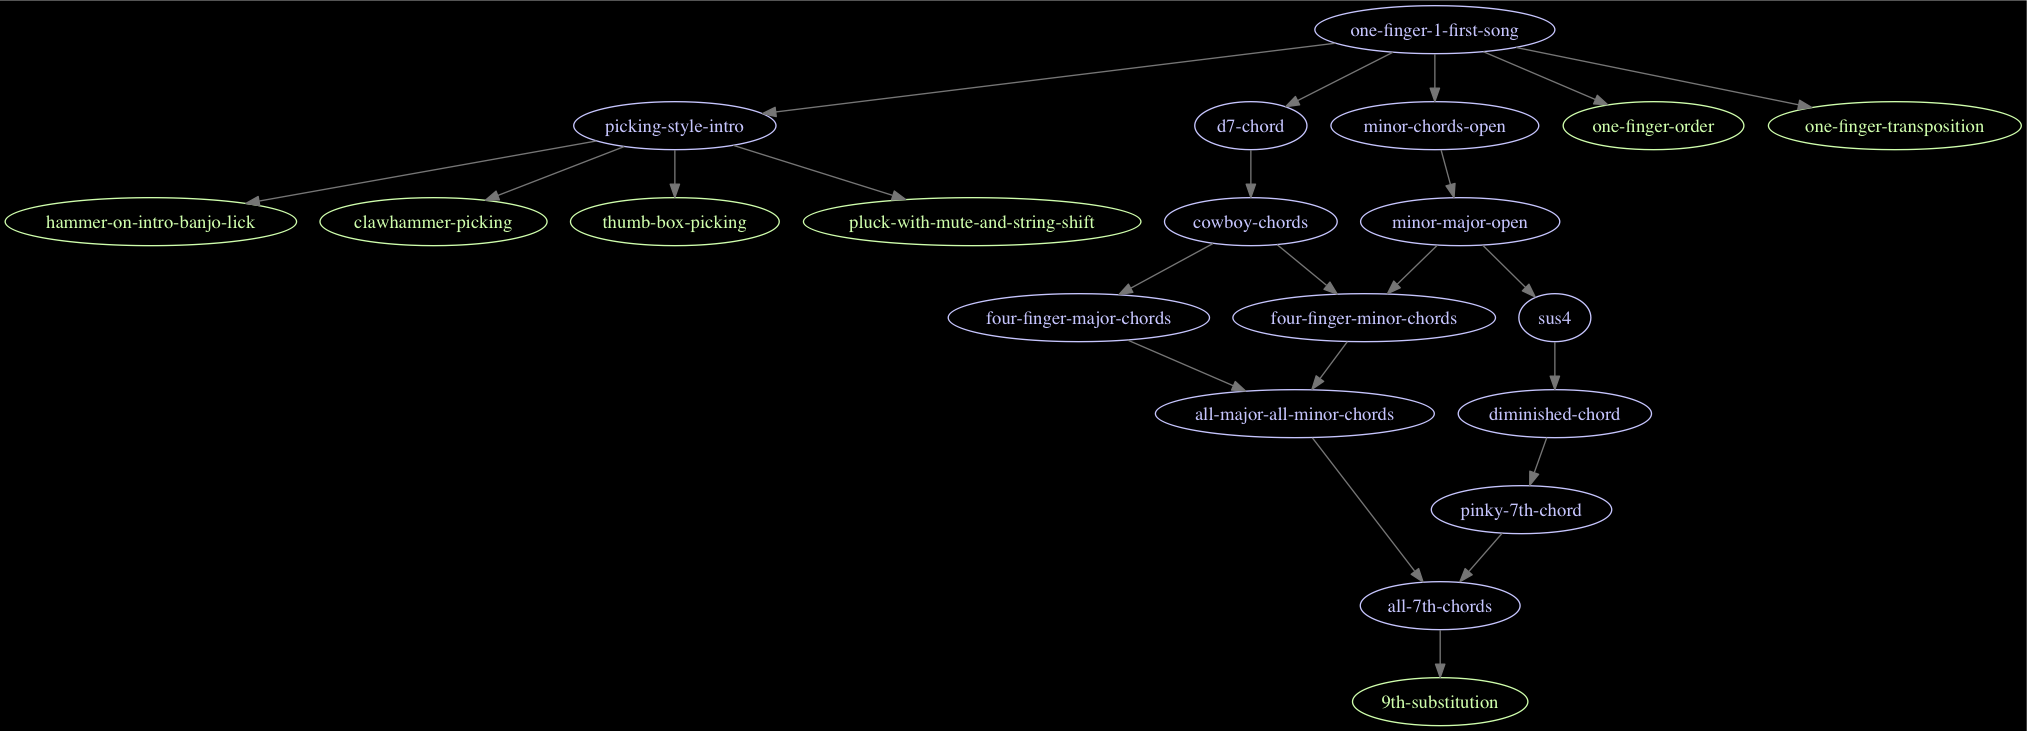 one-finger-1-first-song
picking-style-intro
d7-chord
minor-chords-open
one-finger-order
one-finger-transposition
hammer-on-intro-banjo-lick
clawhammer-picking
thumb-box-picking
pluck-with-mute-and-string-shift
cowboy-chords
minor-major-open
four-finger-major-chords
four-finger-minor-chords
sus4
all-major-all-minor-chords
diminished-chord
pinky-7th-chord
all-7th-chords
9th-substitution